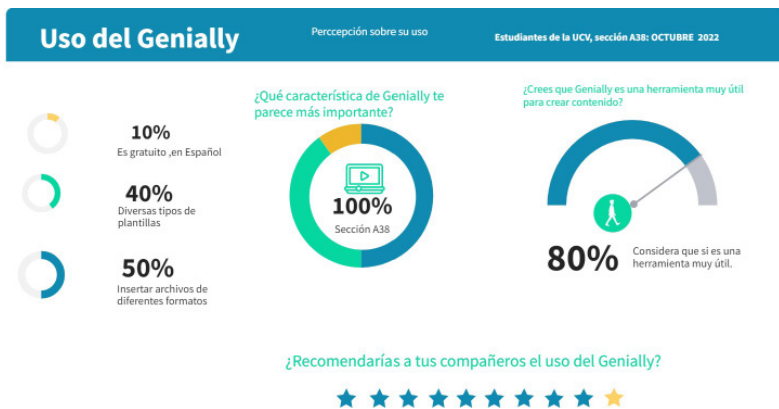 Uso del Genially
Perccepción sobre su uso
Estudiantes de la UCV, sección A38: OCTUBRE 2022
10%
Es gratuito ,en Español
40%
Diversas tipos de
plantillas
50%
Insertar archivos de
diferentes formatos
¿Qué característica de Genially te
parece más importante?
100%
Sección A38
¿Crees que Genially es una herramienta muy útil
para crear contenido?
80%
Considera que si es una
herramienta muy útil.
¿Recomendarías a tus compañeros el uso del Genially?